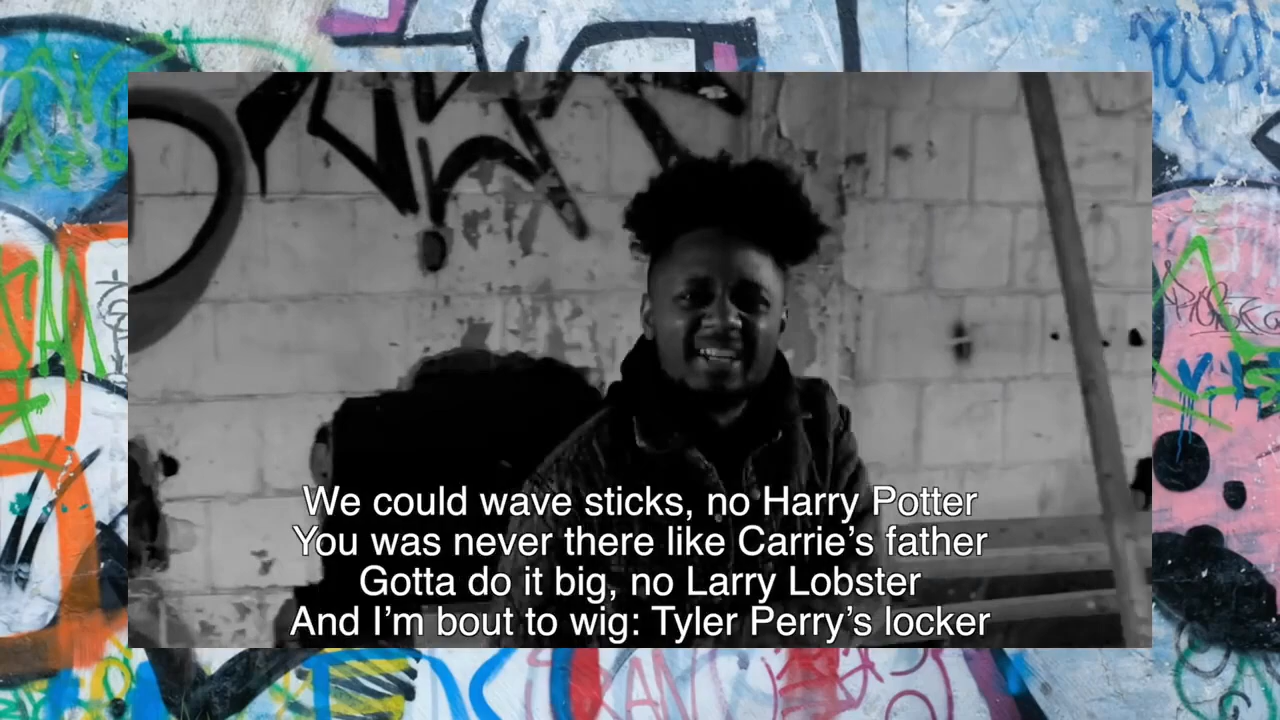 We could wave sticks, no Harry Potter
You was never there like Carrie’s father
Gotta do it big, no Larry Lobster
And I’m bout to wig: Tyler Perry’s locker